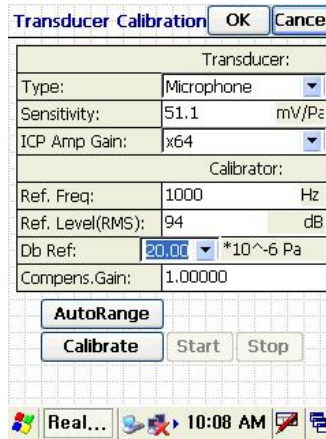 Transducer Calibration OK Cance
Transducer:
Type: Microphone
Sensitivity: 51.1 mV/Pa
ICP Amp Gain: x64
Calibrator:
Ref. Freq: 1000 Hz
Ref. Level(RMS): 94 dB
Db Ref: 20.00 *10^-6 Pa
Compens.Gain: 1.00000
AutoRange
Calibrate Start Stop
Real... 10:08 AM